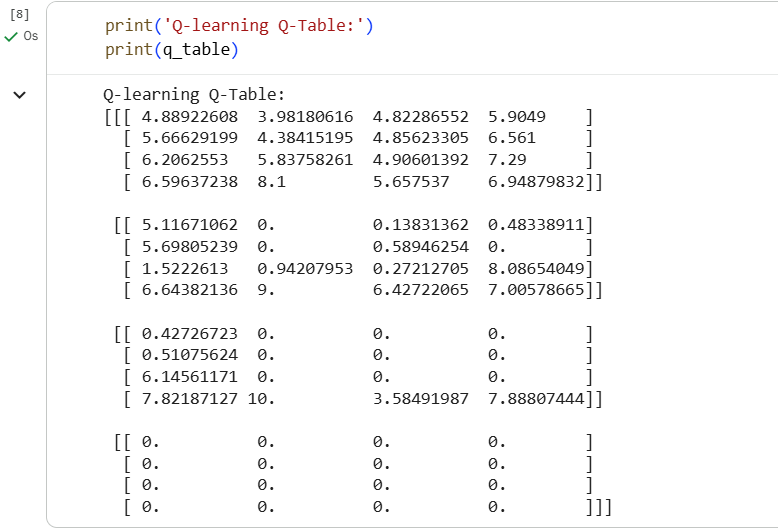 [8]
0s
print('Q-learning Q-Table:')
print(q_table)
Q-learning Q-Table:
[[[ 4.88922608  3.98180616  4.82286552  5.9049    ]
  [ 5.66629199  4.38415195  4.85623305  6.561     ]
  [ 6.2062553   5.83758261  4.90601392  7.29      ]
  [ 6.59637238  8.1         5.657537    6.94879832]]
 [[ 5.11671062  0.          0.13831362  0.48338911]
  [ 5.69805239  0.          0.58946254  0.        ]
  [ 1.5222613   0.94207953  0.27212705  8.08654049]
  [ 6.64382136  9.          6.42722065  7.00578665]]
 [[ 0.42726723  0.          0.          0.        ]
  [ 0.51075624  0.          0.          0.        ]
  [ 6.14561171  0.          0.          0.        ]
  [ 7.82187127 10.          3.58491987  7.88807444]]
 [[ 0.          0.          0.          0.        ]
  [ 0.          0.          0.          0.        ]
  [ 0.          0.          0.          0.        ]
  [ 0.          0.          0.          0.        ]]]